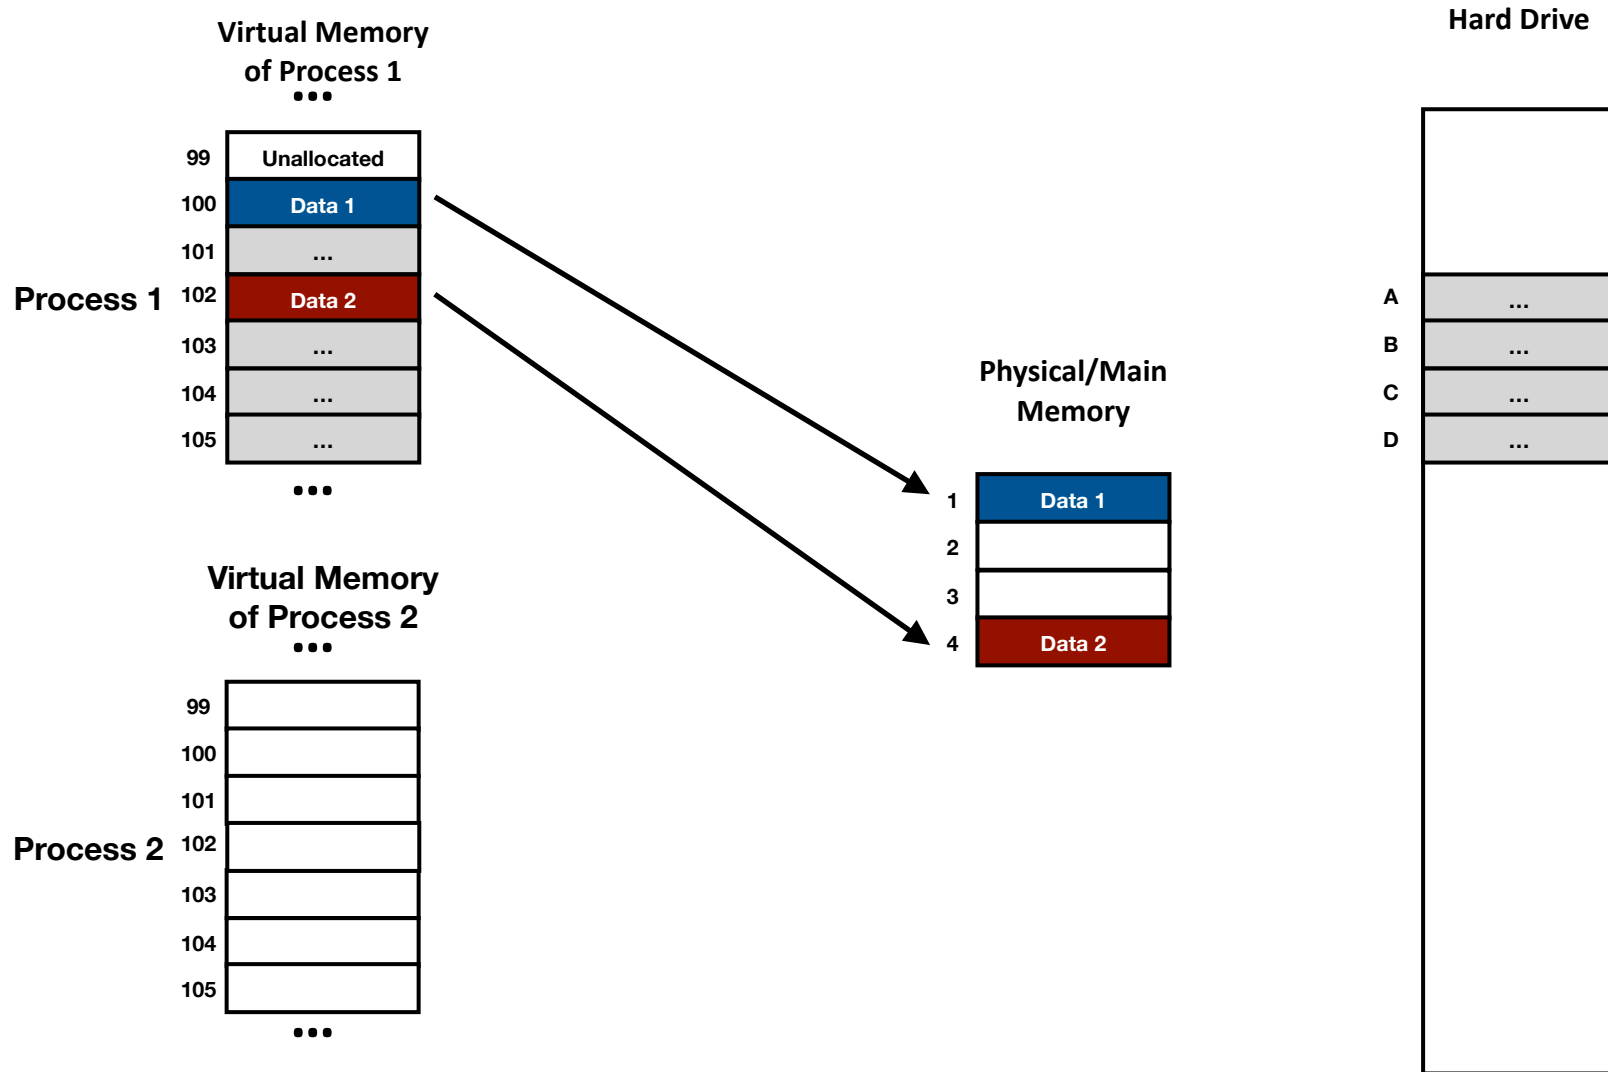 Virtual Memory
of Process 1
...
99 Unallocated
100 Data 1
101 ...
Process 1 102 Data 2
103 ...
104 ...
105 ...
...
Virtual Memory
of Process 2
...
99
100
101
Process 2 102
103
104
105
...
Physical/Main
Memory
1 Data 1
2
3
4 Data 2
Hard Drive
A ...
B ...
C ...
D ...